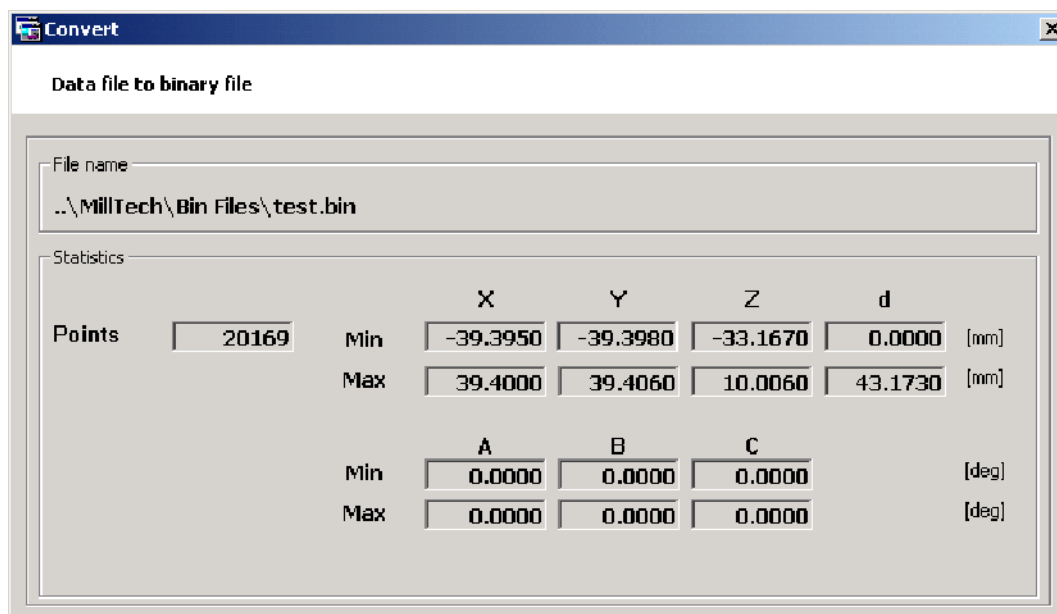 Convert
Data file to binary file
File name
..\MillTech\Bin Files\test.bin
Statistics
X Y Z d
Points 20169 Min -39.3950 -39.3980 -33.1670 0.0000 [mm]
Max 39.4000 39.4060 10.0060 43.1730 [mm]
A B C
Min 0.0000 0.0000 0.0000 [deg]
Max 0.0000 0.0000 0.0000 [deg]